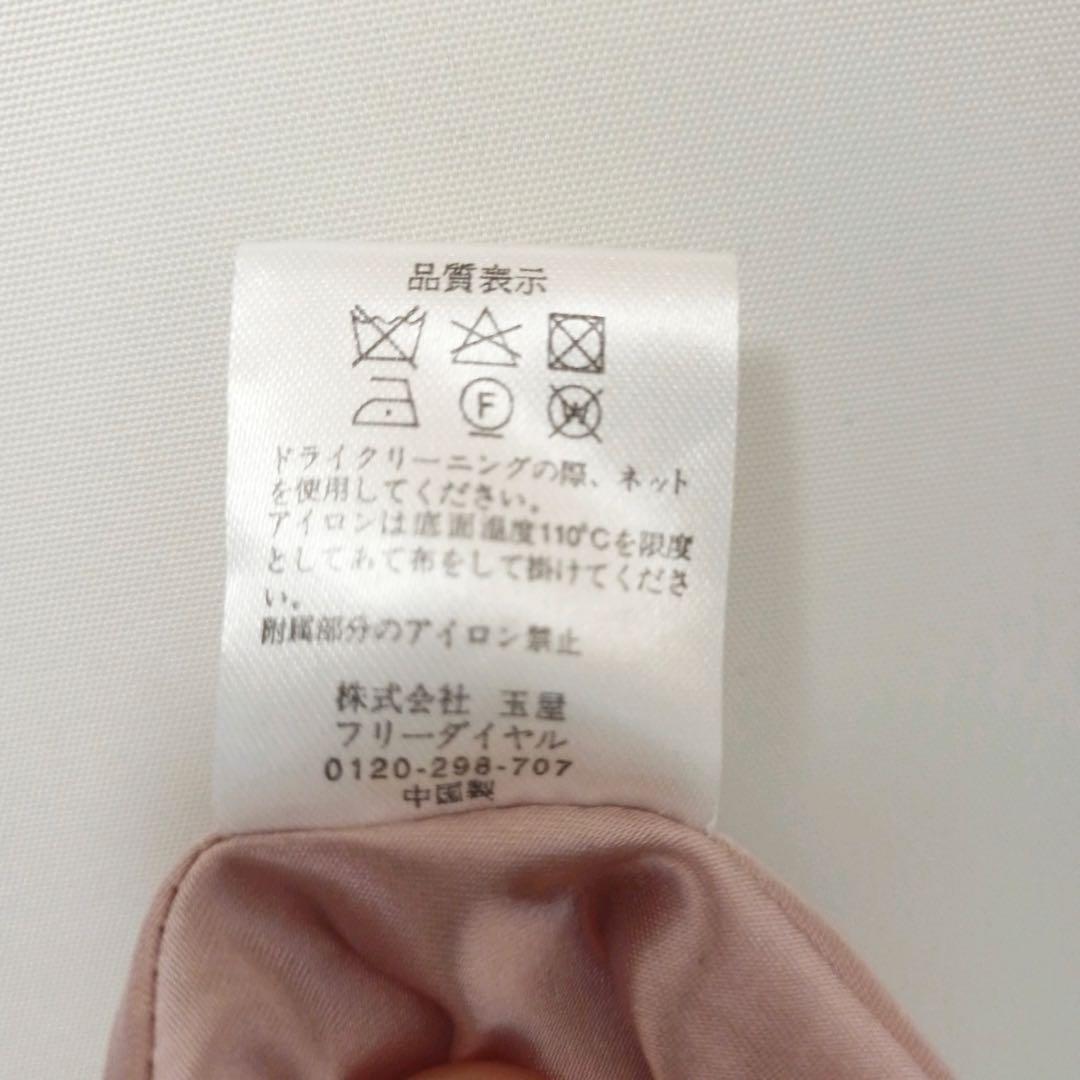 品質表示
F
W
ドライクリーニングの際、ネット
を使用してください。
アイロンは底面温度110℃を限度
としてあて布をして掛けてくださ
い。
附属部分のアイロン禁止
株式会社 玉屋
フリーダイヤル
0120-298-707
中国製